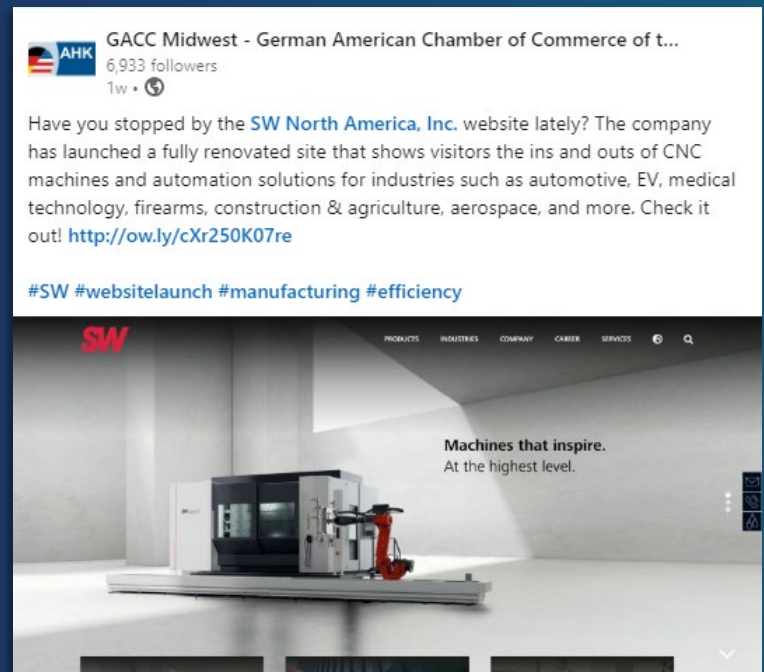 AHK
GACC Midwest - German American Chamber of Commerce of t...
6,933 followers
1w •
Have you stopped by the SW North America, Inc. website lately? The company
has launched a fully renovated site that shows visitors the ins and outs of CNC
machines and automation solutions for industries such as automotive, EV, medical
technology, firearms, construction & agriculture, aerospace, and more. Check it
out! http://ow.ly/cXr250K07re
#SW #websitelaunch #manufacturing #efficiency
SW
PRODUCTS INDUSTRIES COMPANY CAREER SERVICES
Machines that inspire.
At the highest level.